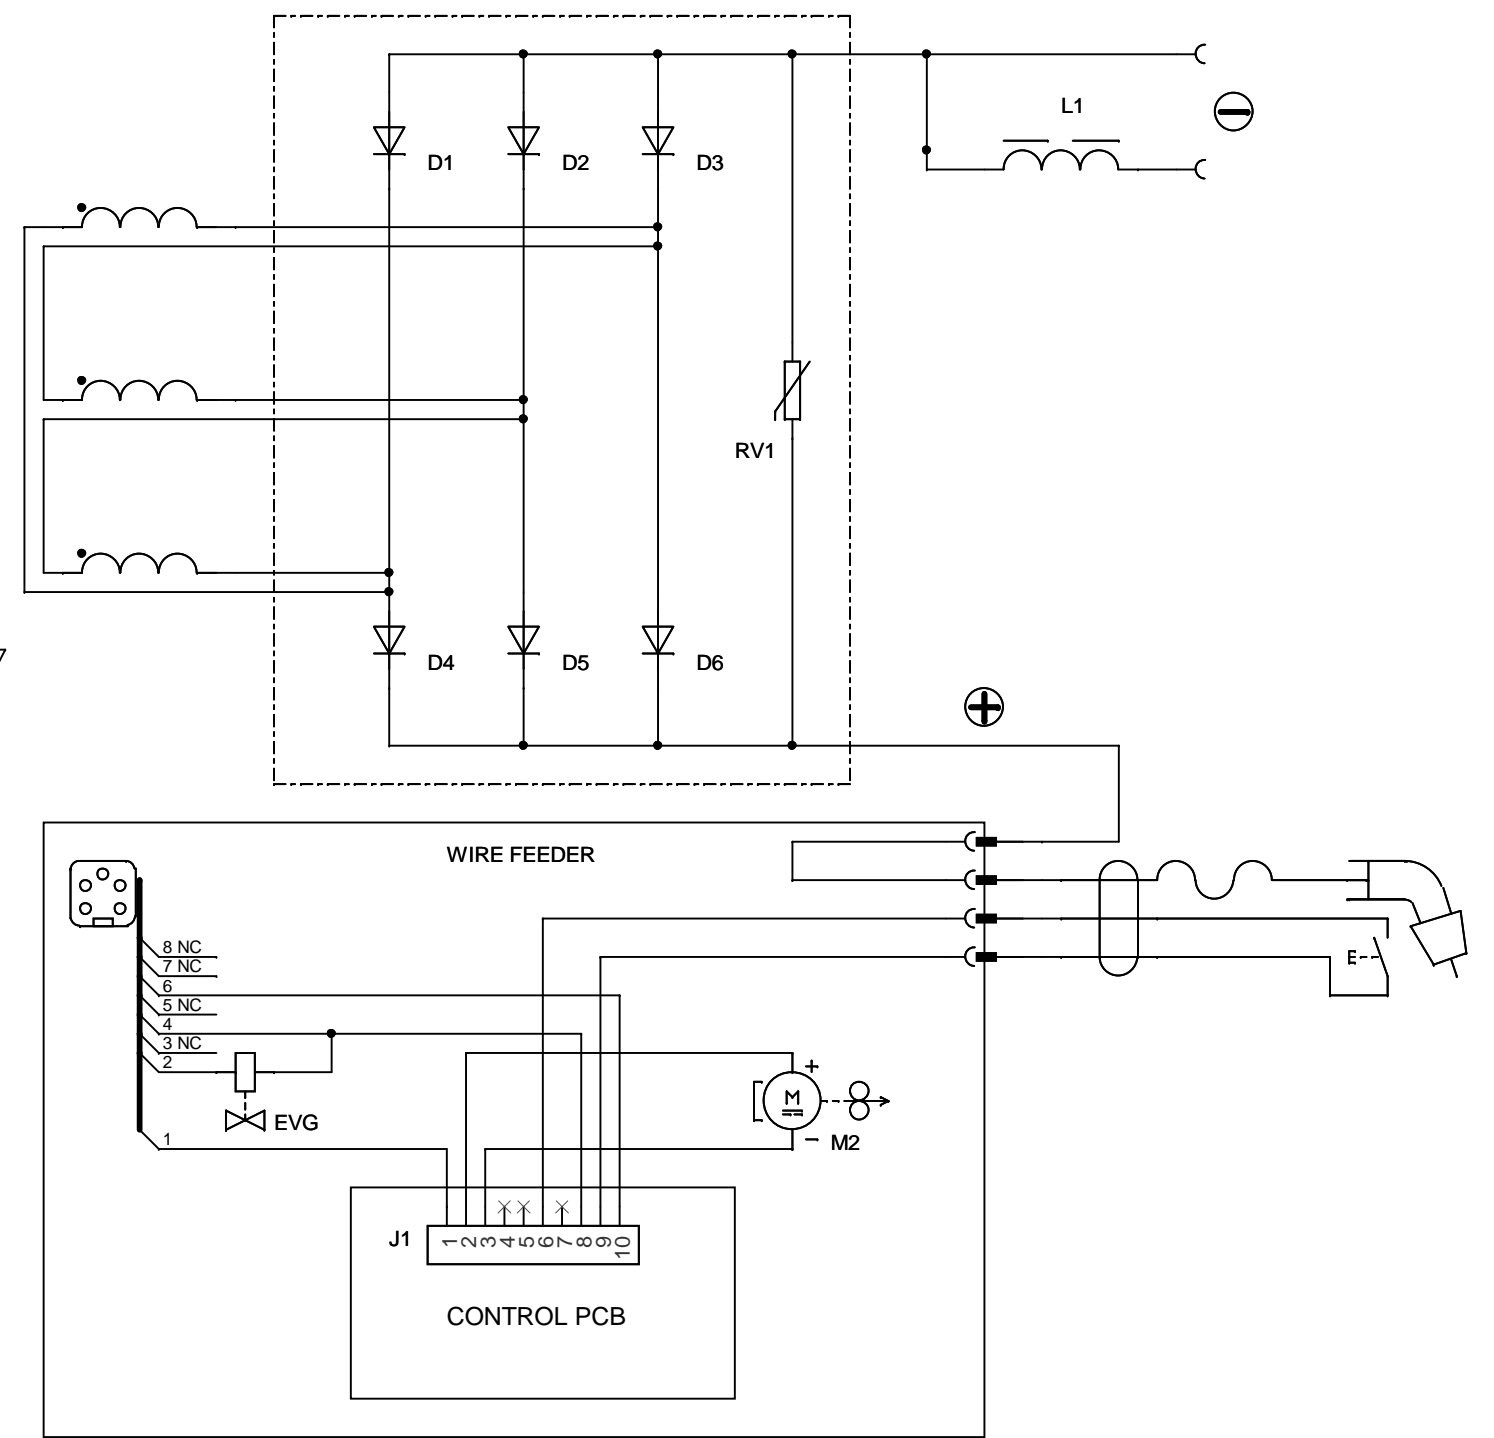 L1
D1 D2 D3
RV1
7
D4 D5 D6
WIRE FEEDER
8 NC
7 NC
6
5 NC
4
3 NC
2
EVG
1
M
+
- M2
E
J1
1 2 3 4 5 6 7 8 9 10
CONTROL PCB